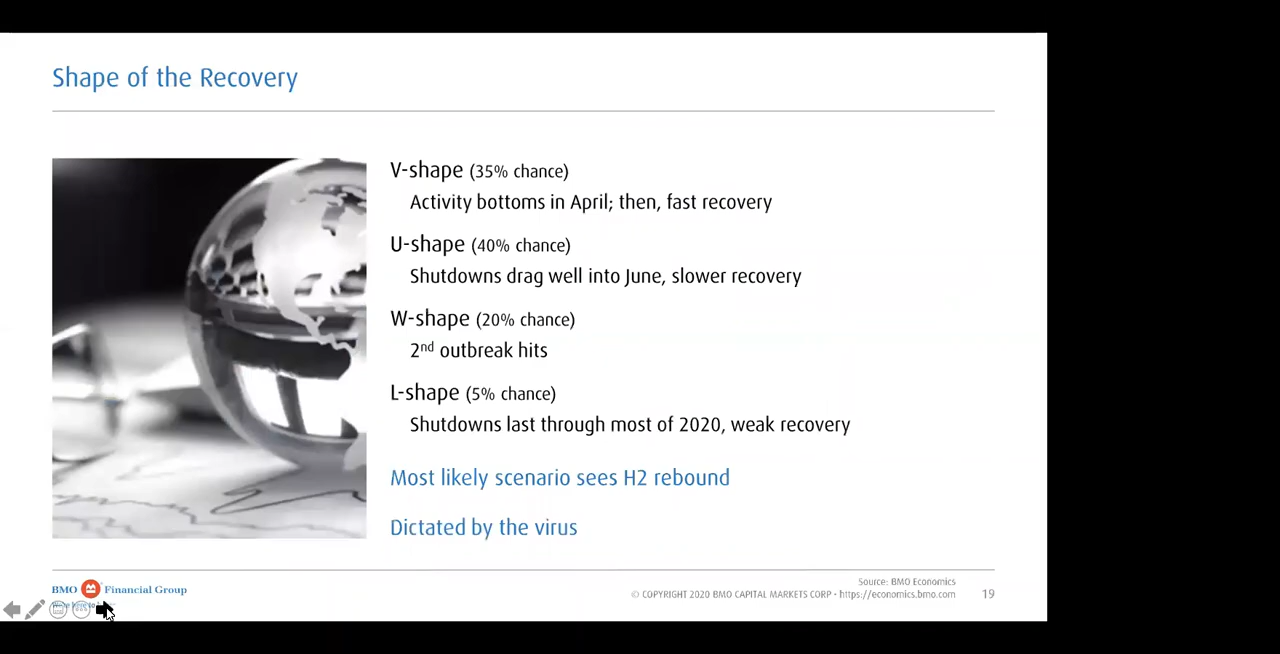 Shape of the Recovery
V-shape (35% chance)
Activity bottoms in April; then, fast recovery
U-shape (40% chance)
Shutdowns drag well into June, slower recovery
W-shape (20% chance)
2nd outbreak hits
L-shape (5% chance)
Shutdowns last through most of 2020, weak recovery
Most likely scenario sees H2 rebound
Dictated by the virus
BMO Financial Group
Source: BMO Economics
© COPYRIGHT 2020 BMO CAPITAL MARKETS CORP • https://economics.bmo.com
19